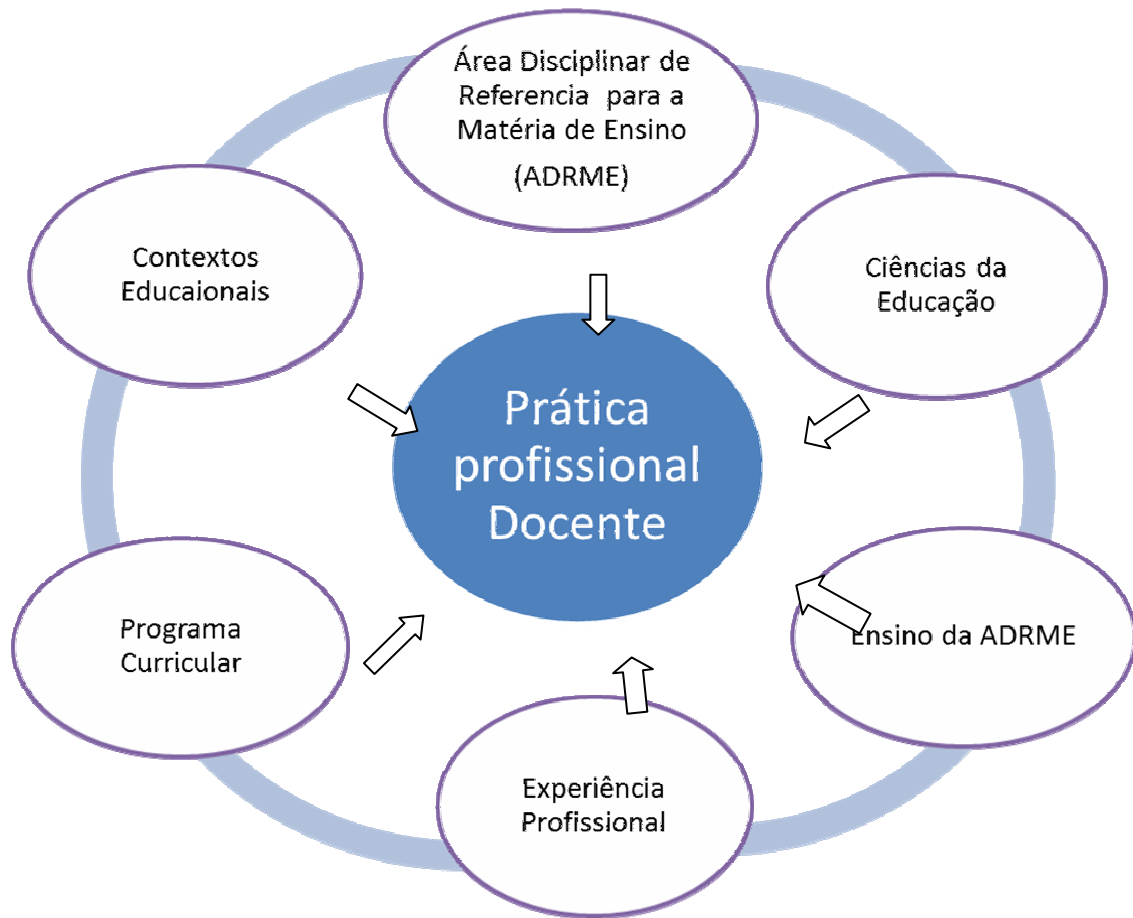 Área Disciplinar de
Referencia para a
Matéria de Ensino
(ADRME)
Contextos
Educaionais
Ciências da
Educação
Prática
profissional
Docente
Programa
Curricular
Ensino da ADRME
Experiência
Profissional